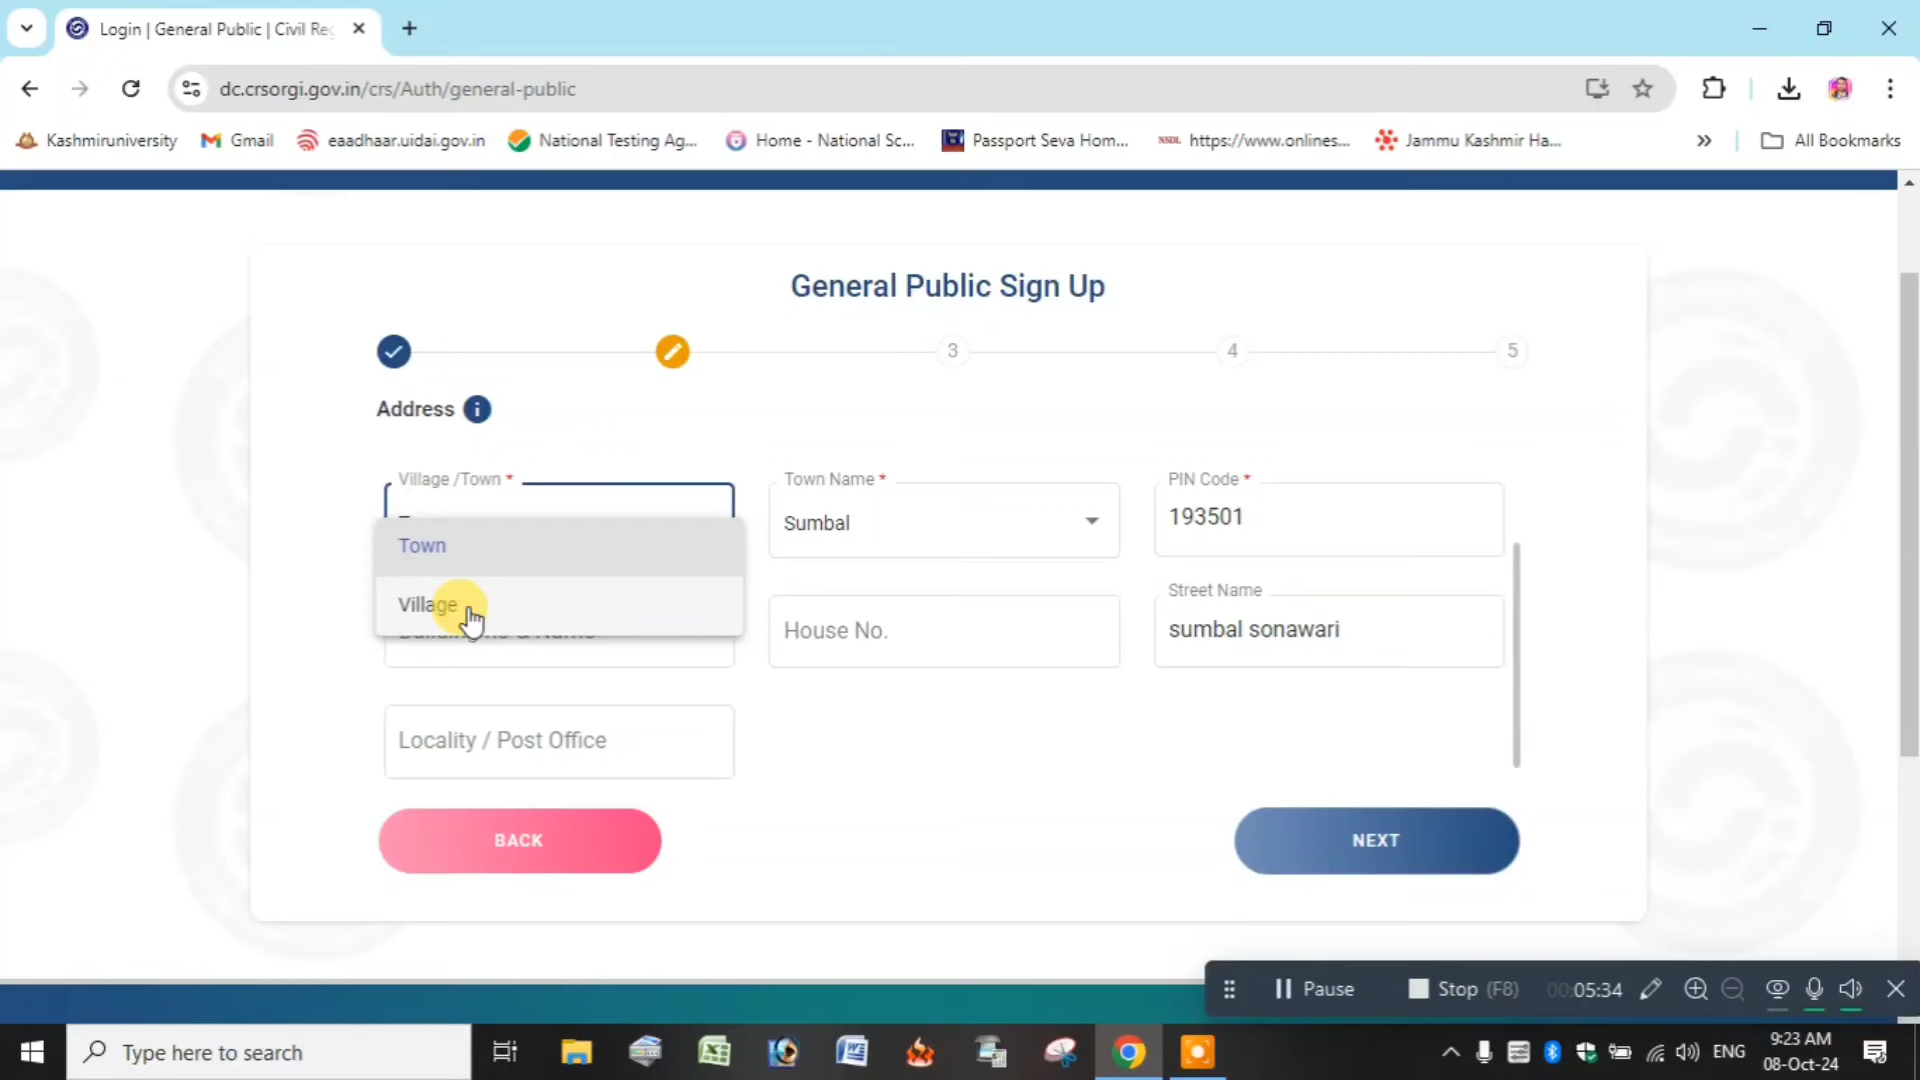 Login | General Public | Civil Reg
dc.crsorgi.gov.in/crs/Auth/general-public
Kashmiruniversity
Gmail
eaadhaar.uidai.gov.in
National Testing Ag...
Home - National Sc...
Passport Seva Hom...
NSDL
https://www.onlines...
Jammu Kashmir Ha...
All Bookmarks
General Public Sign Up
3
4
5
Address
Village /Town *
Town Name *
PIN Code *
Sumbal
193501
Town
Village
House No.
Street Name
sumbal sonawari
Locality / Post Office
BACK
NEXT
Pause
Stop (F8)
00:05:34
Type here to search
ENG
9:23 AM
08-Oct-24